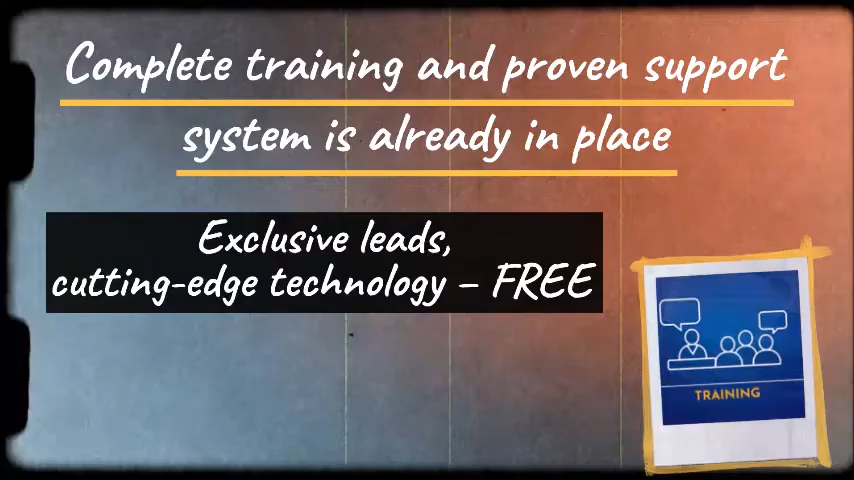 Complete training and proven support
system is already in place
Exclusive leads,
cutting-edge technology – FREE
TRAINING